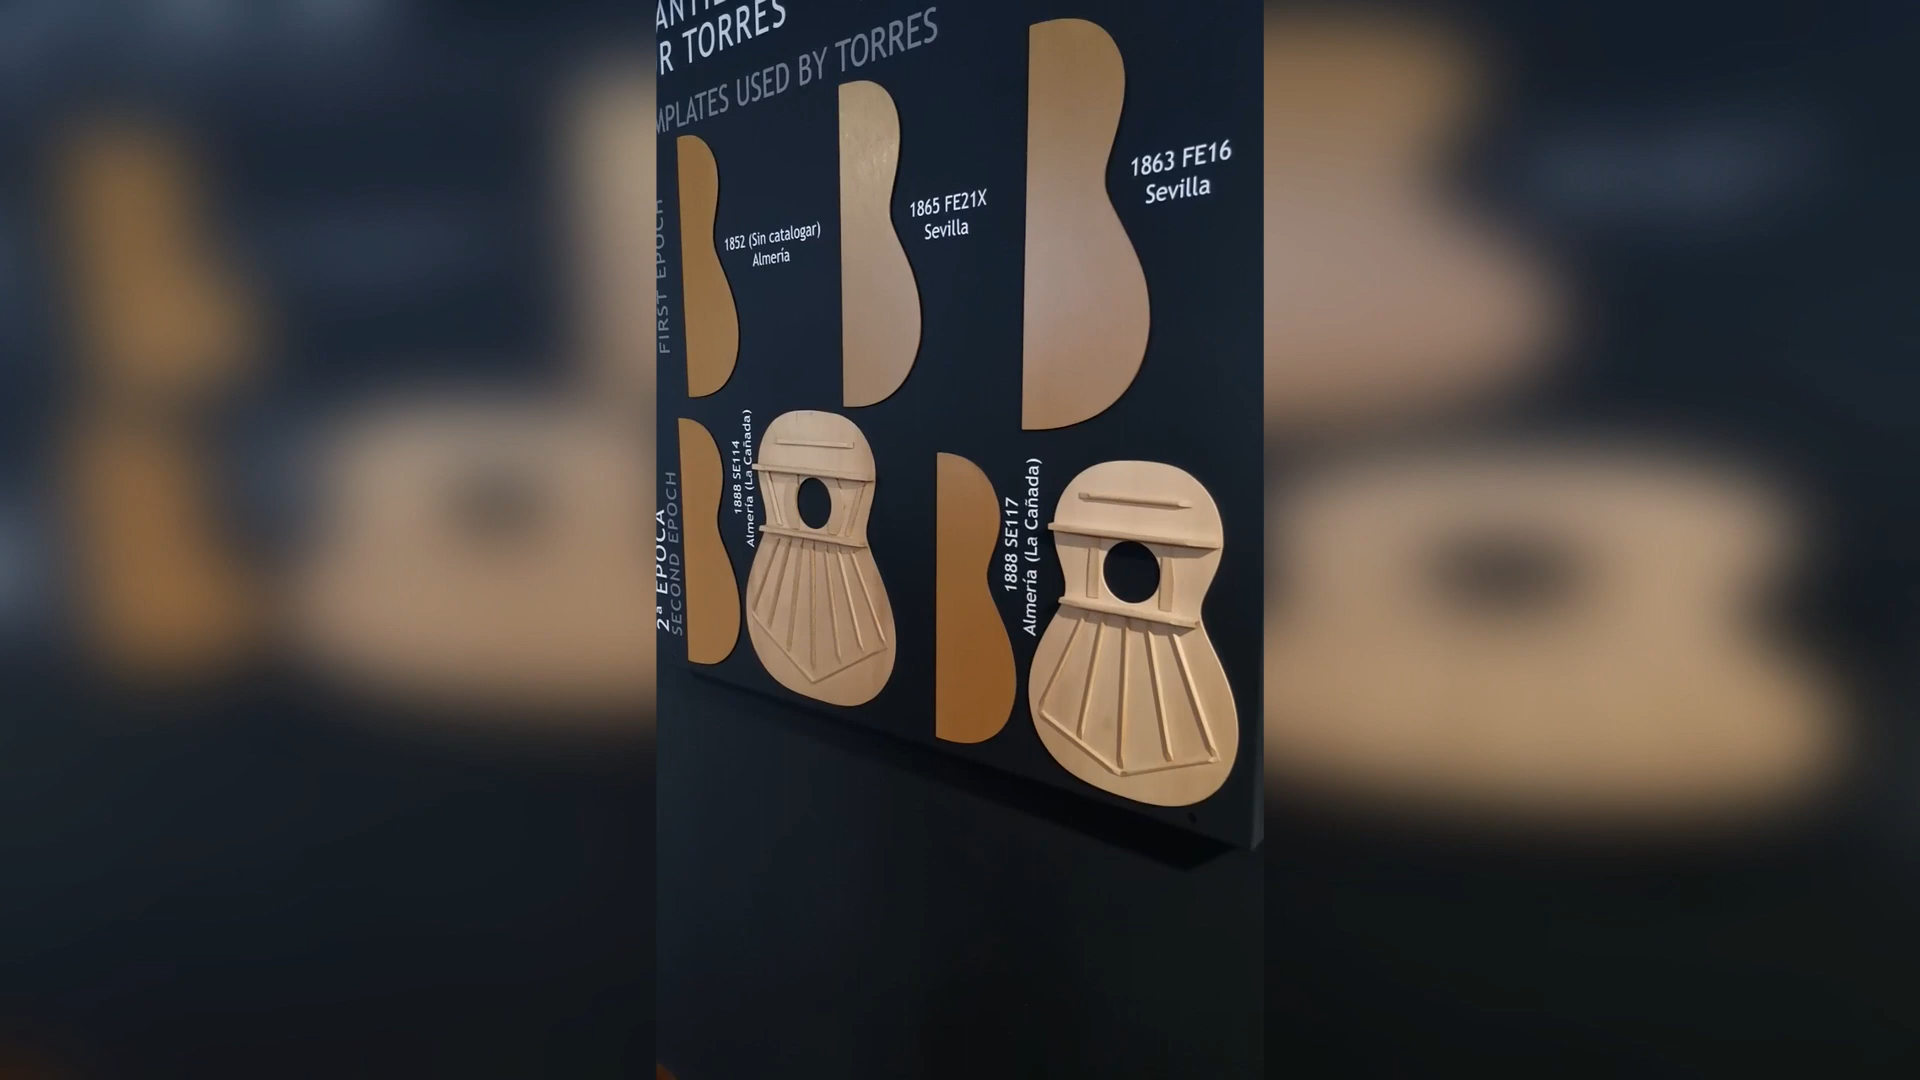 R TORRES
USED BY TORRES
FIRST EPOCH
1852 (Sin catalogar)
Almería
1865 FE21X
Sevilla
1863 FE16
Sevilla
2ª EPOCA
SECOND EPOCH
1888 SE114
Almería (La Cañada)
1888 SE117
Almería (La Cañada)